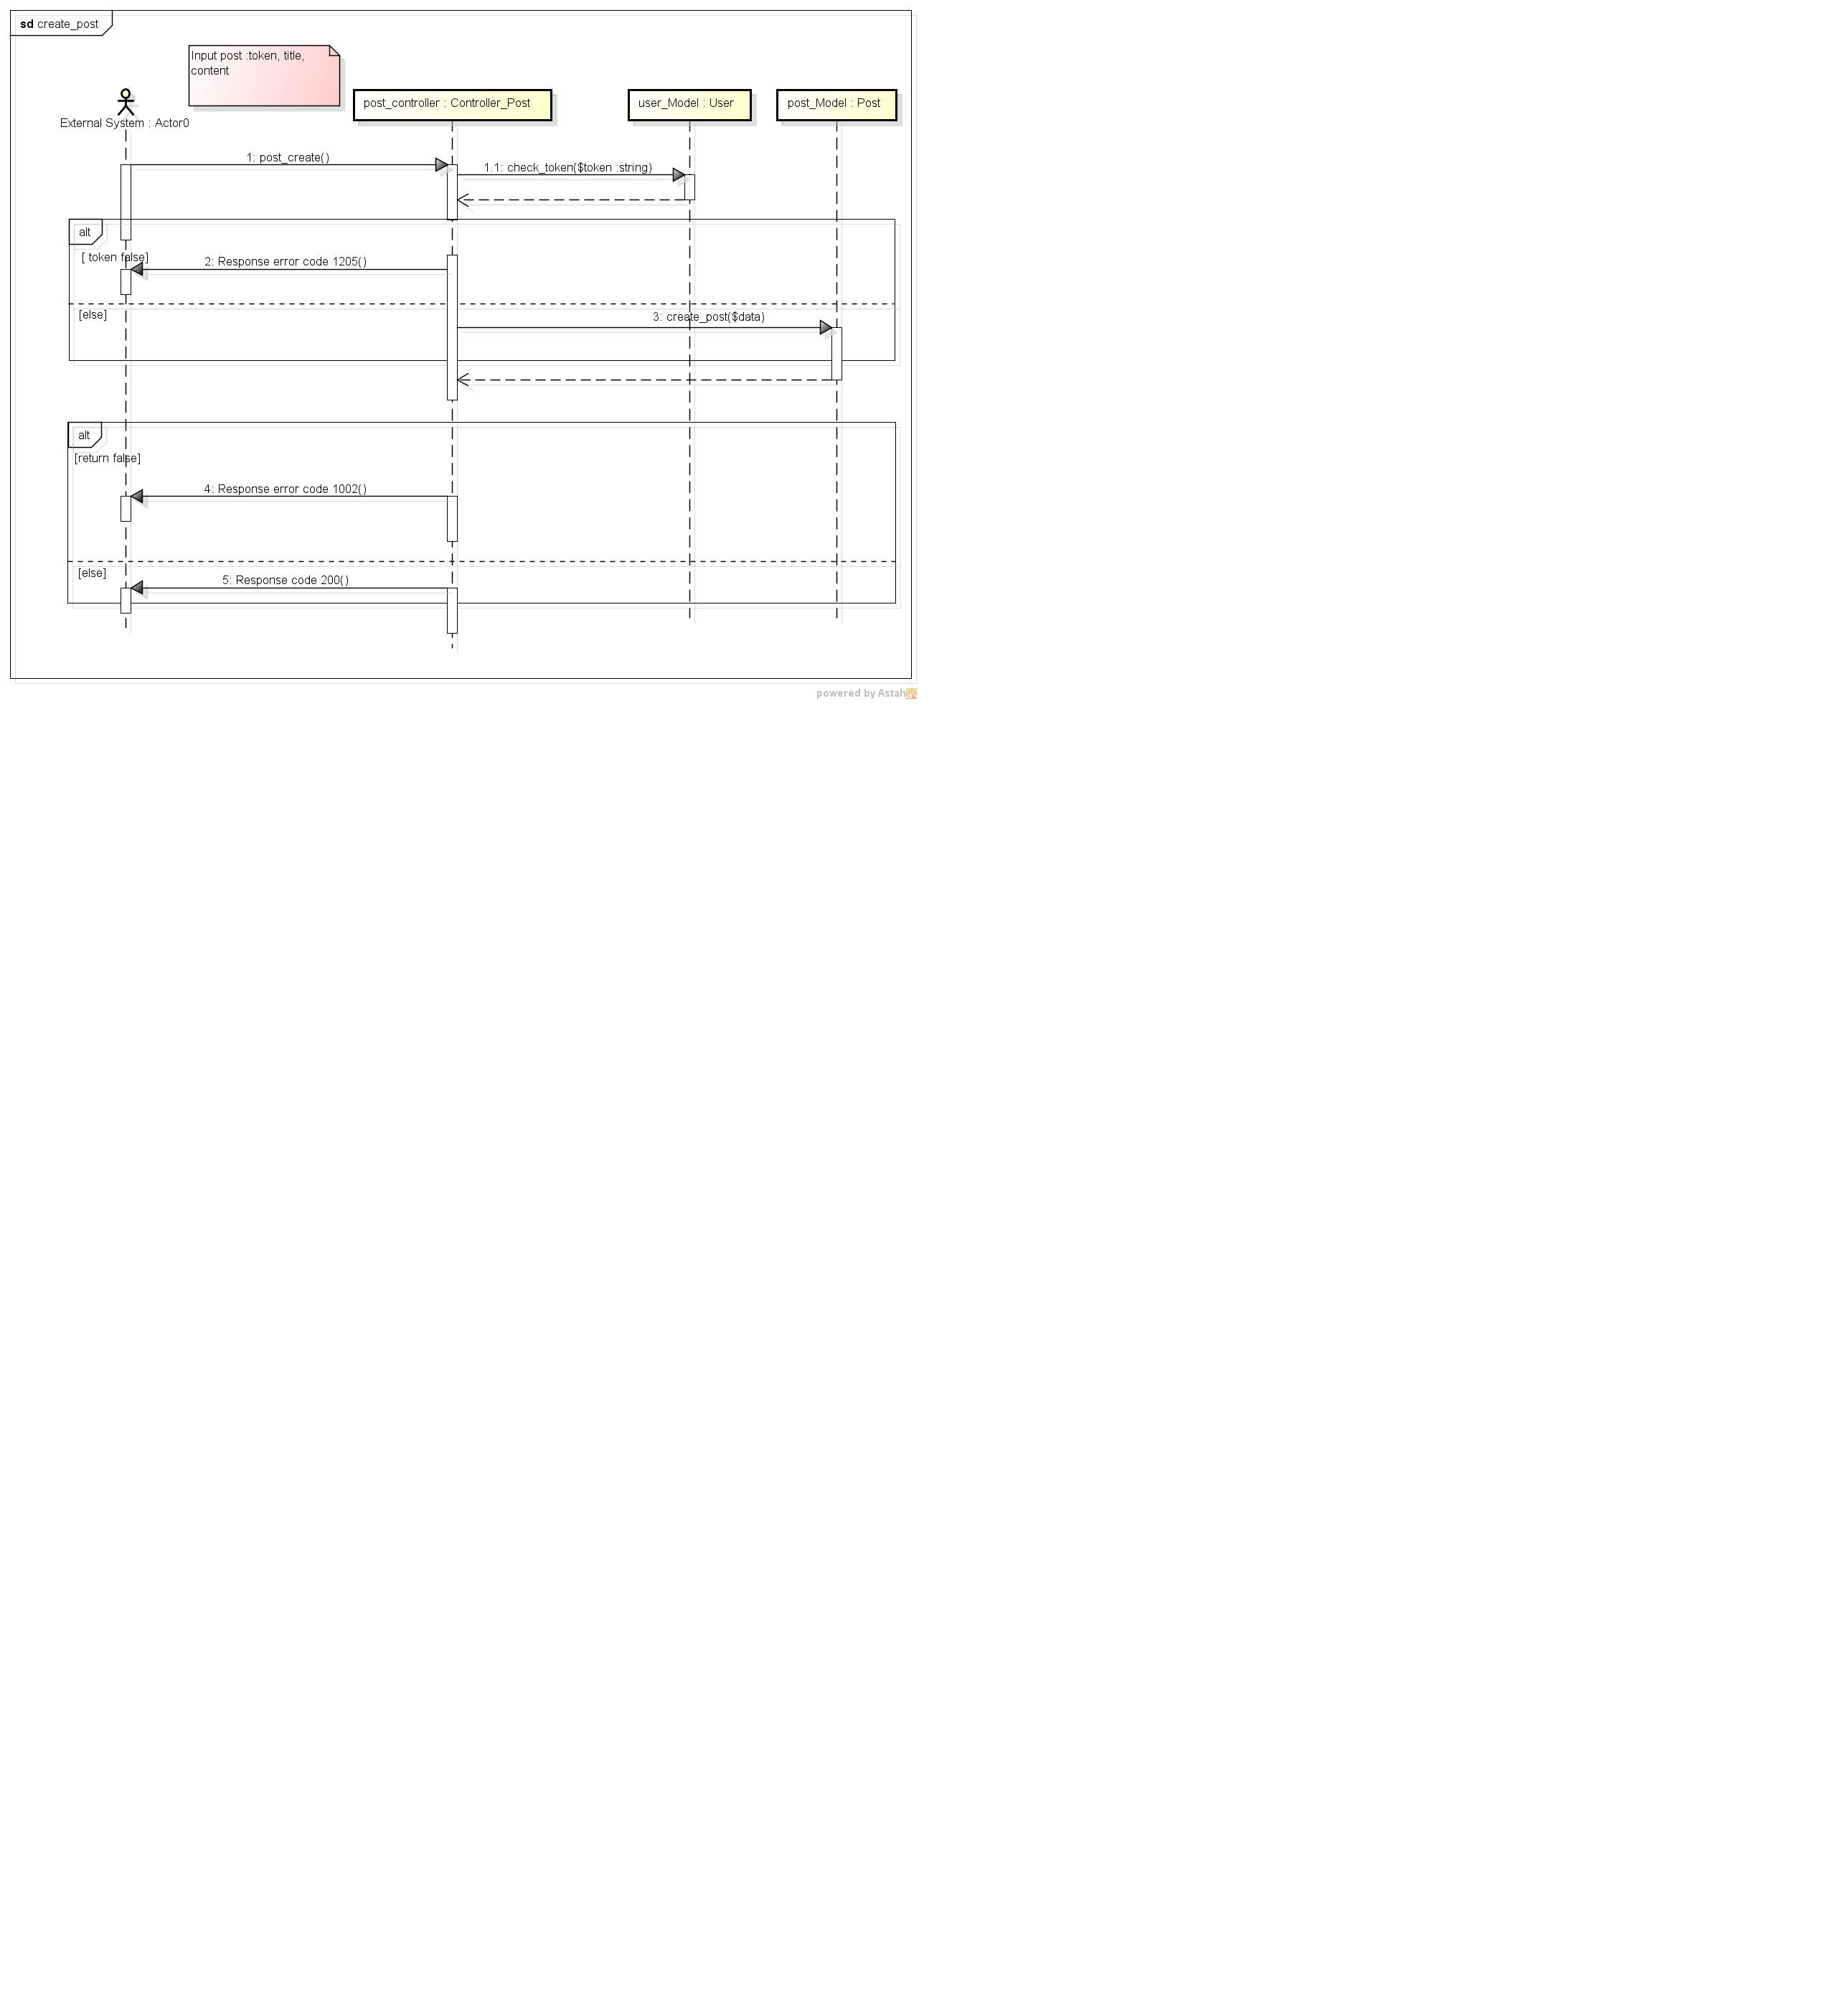 sd create_post
Input post :token, title,
content
External System : Actor0
post_controller : Controller_Post
user_Model : User
post_Model : Post
1: post_create()
1.1: check_token($token :string)
alt
[ token false]
2: Response error code 1205()
[else]
3: create_post($data)
alt
[return false]
4: Response error code 1002()
[else]
5: Response code 200()
powered by Astah